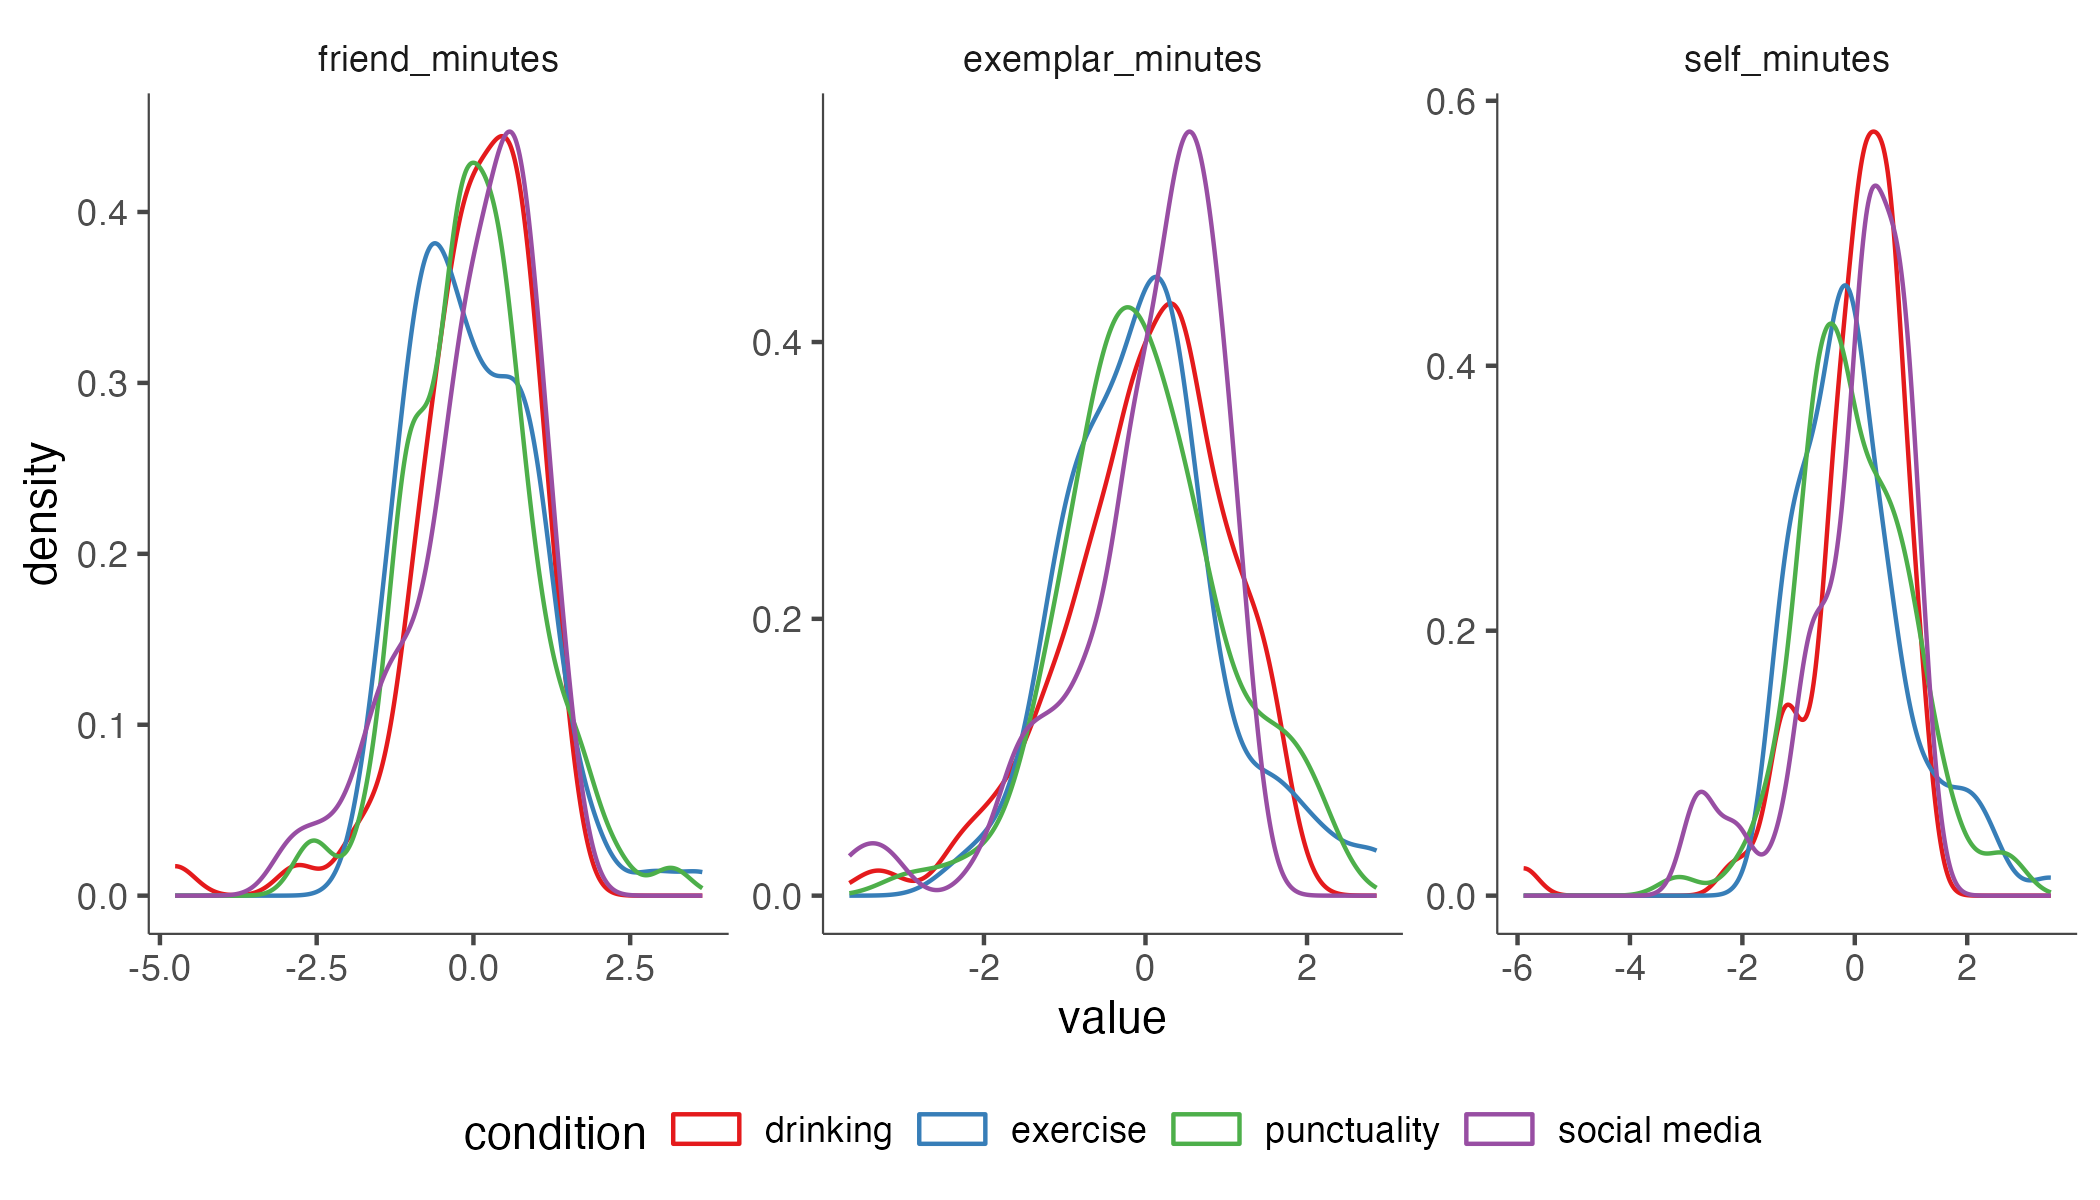 friend_minutes exemplar_minutes self_minutes
density
0.4
0.3
0.2
0.1
0.0
-5.0 -2.5 0.0 2.5
0.4
0.2
0.0
-2 0 2
0.6
0.4
0.2
0.0
-6 -4 -2 0 2
value
condition drinking exercise punctuality social media